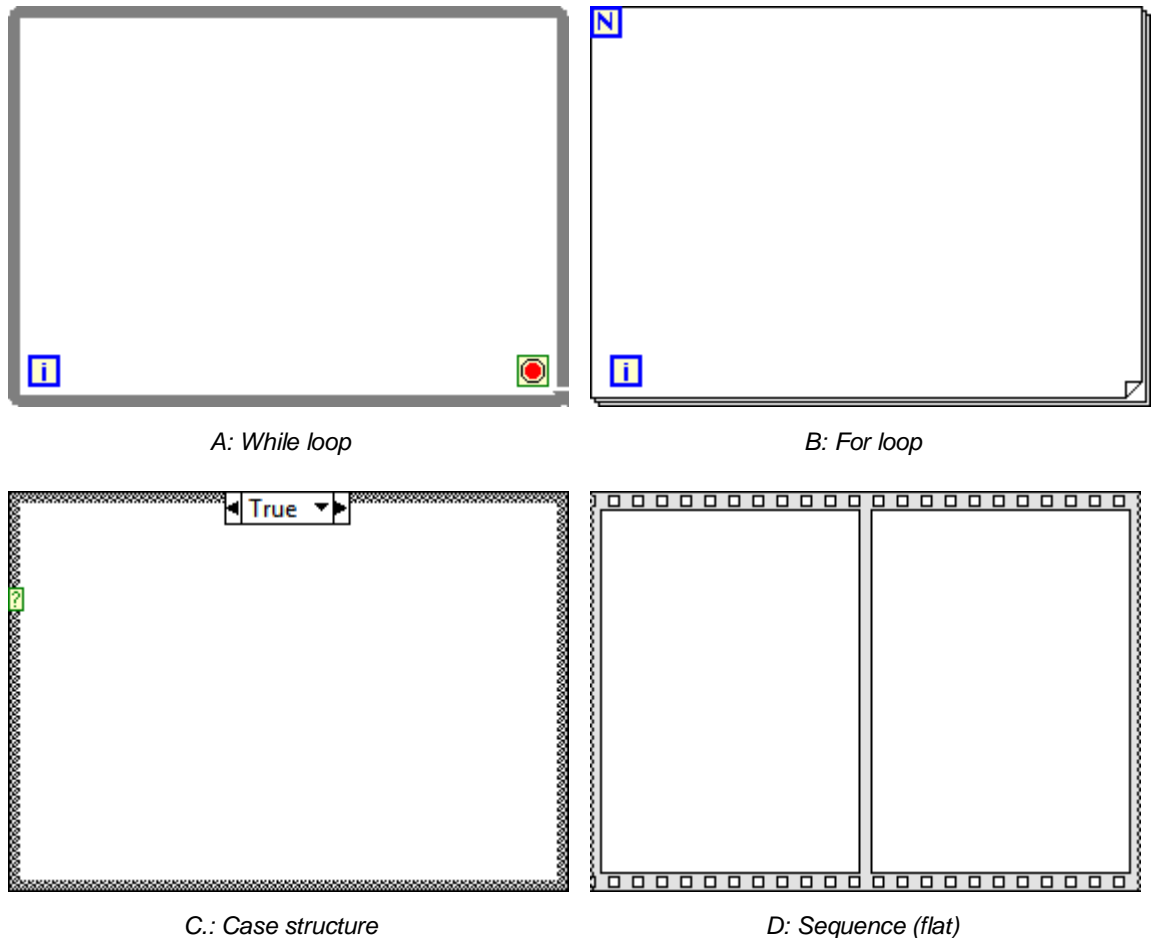 N
i
i
A: While loop
B: For loop
True
?
C.: Case structure
D: Sequence (flat)